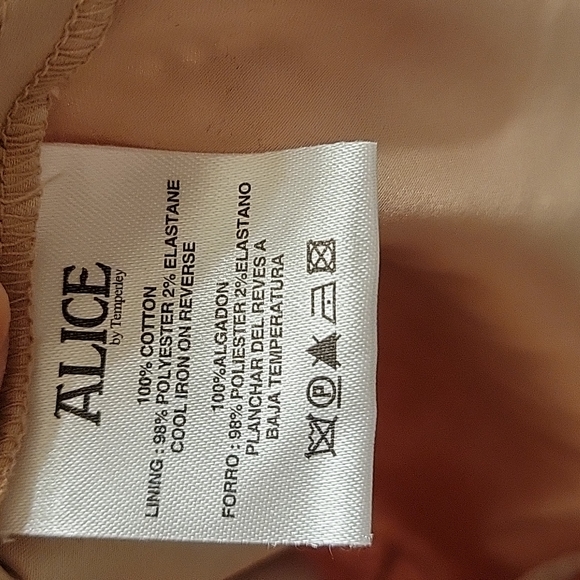 ALICE
by Temperley
100% COTTON
LINING : 98% POLYESTER 2% ELASTANE
COOL IRON ON REVERSE
100%ALGADON
FORRO : 98% POLIESTER 2%ELASTANO
PLANCHAR DEL REVES A
BAJA TEMPERATURA
P